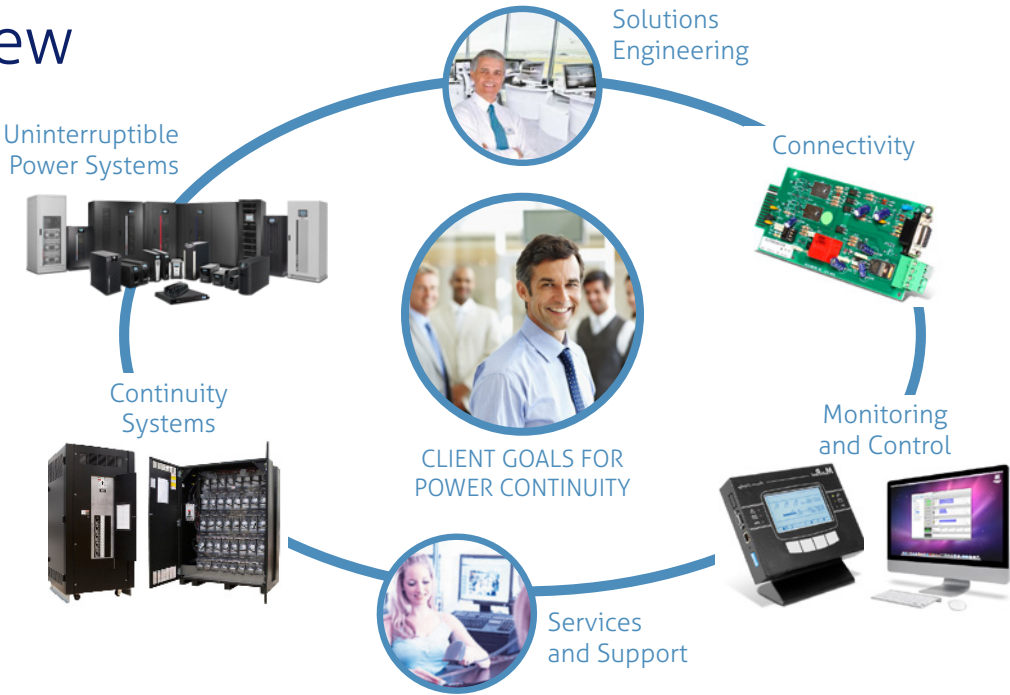 ew
Solutions
Engineering
Uninterruptible
Power Systems
Connectivity
Continuity
Systems
Monitoring
and Control
CLIENT GOALS FOR
POWER CONTINUITY
Services
and Support